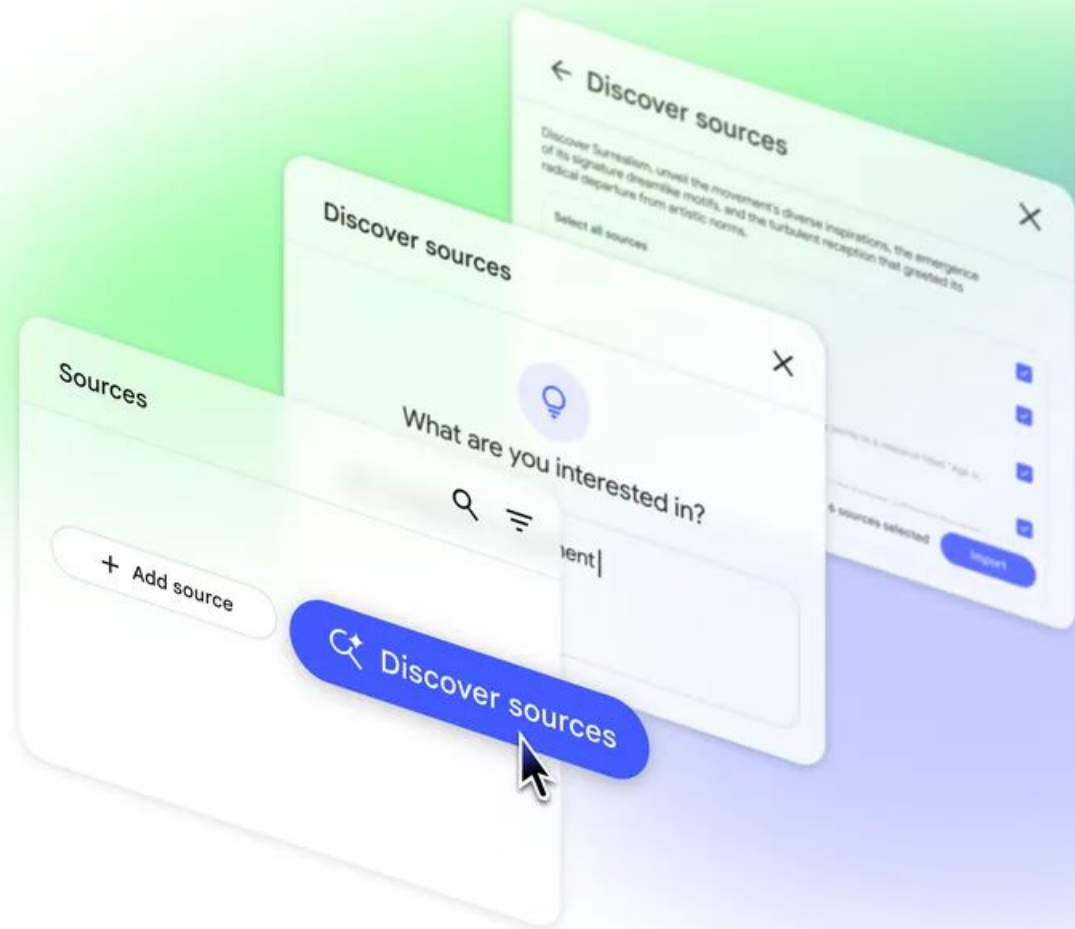 Discover sources
Discover Surrealism, unveil the movement's diverse inspirations, the emergence
of its signature dreamlike motifs, and the turbulent reception that greeted its
radical departure from artistic norms.
Select all sources
sources selected
Import
Discover sources
What are you interested in?
ent
Sources
+ Add source
Discover sources